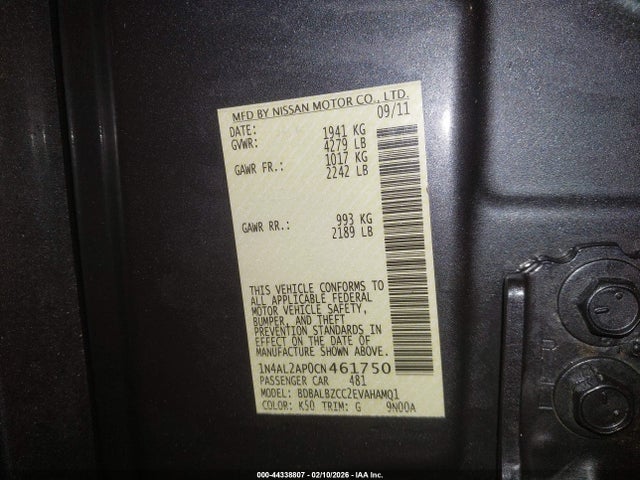 MFD BY NISSAN MOTOR CO., LTD.
DATE: 09/11
GVWR: 1941 KG
4279 LB
GAWR FR.: 1017 KG
2242 LB
GAWR RR.: 993 KG
2189 LB
THIS VEHICLE CONFORMS TO
ALL APPLICABLE FEDERAL
MOTOR VEHICLE SAFETY,
BUMPER, AND THEFT
PREVENTION STANDARDS IN
EFFECT ON THE DATE OF
MANUFACTURE SHOWN ABOVE.
1N4AL2AP0CN461750
PASSENGER CAR 481
MODEL: BDBALBZCC2EVAHAMQ1
COLOR: K50 TRIM: G 9N00A
000-44338807 - 02/10/2026 - IAA Inc.